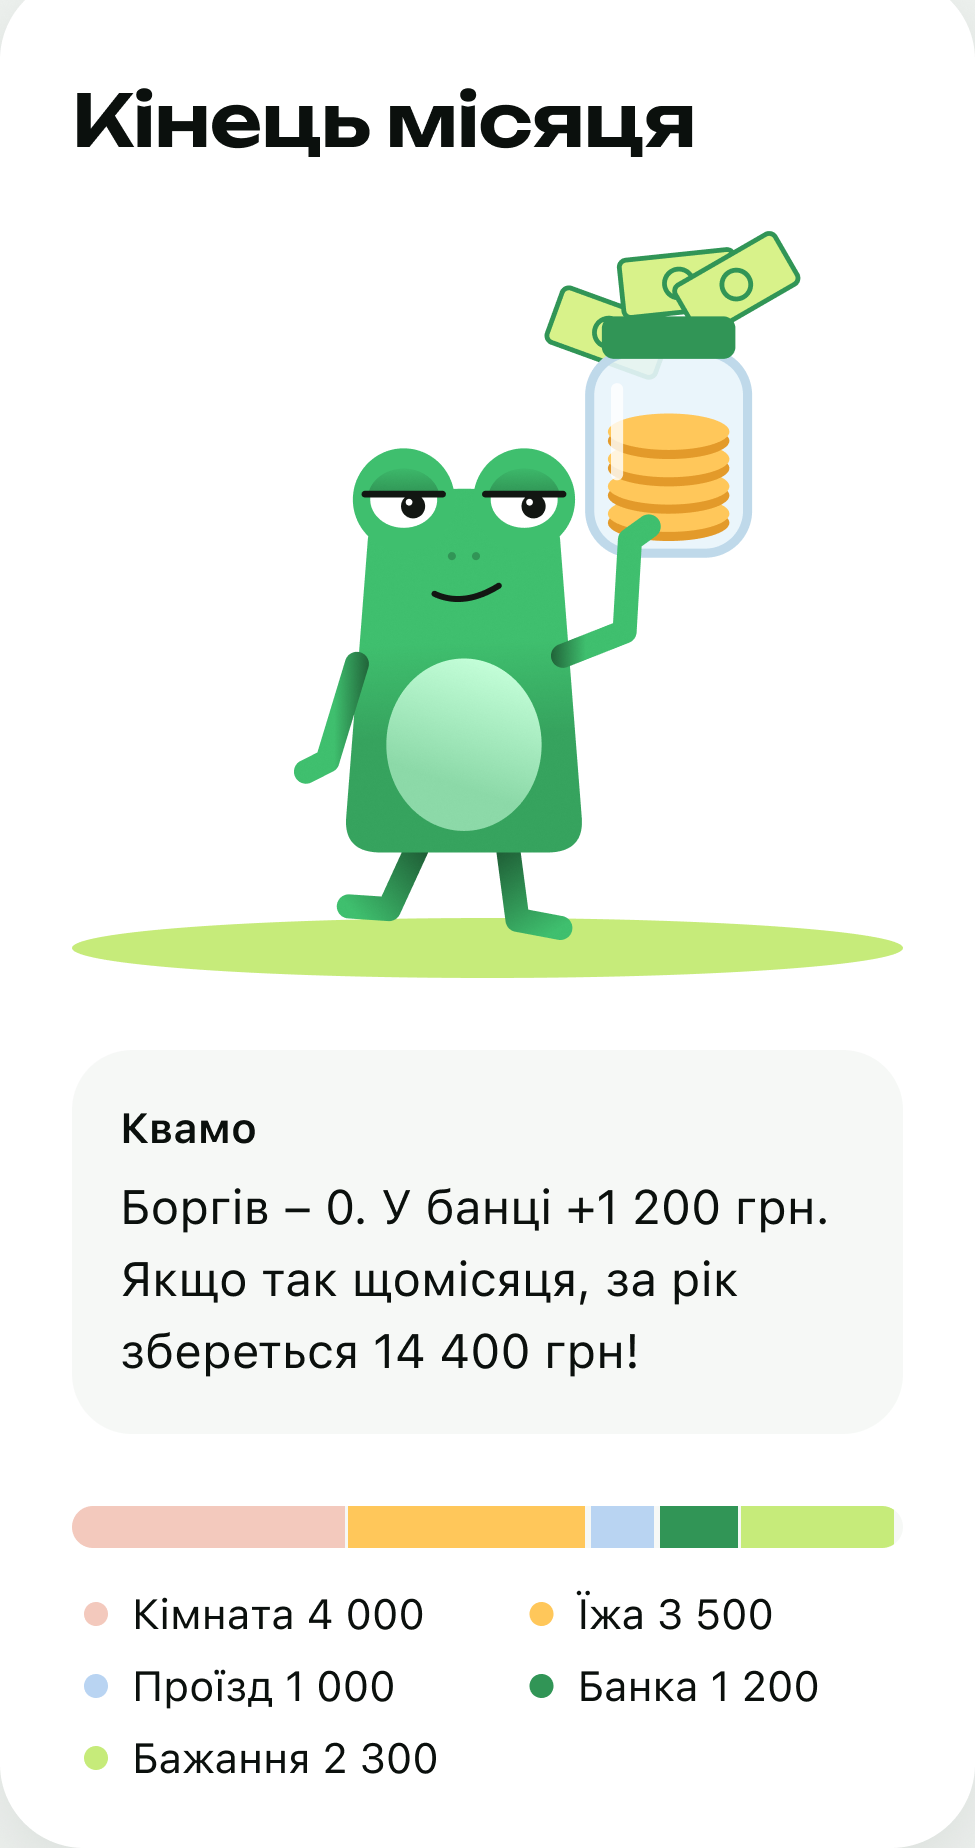 Кінець місяця
Квамо
Боргів – 0. У банці +1 200 грн.
Якщо так щомісяця, за рік
збереться 14 400 грн!
Кімната 4 000
Їжа 3 500
Проїзд 1 000
Банка 1 200
Бажання 2 300